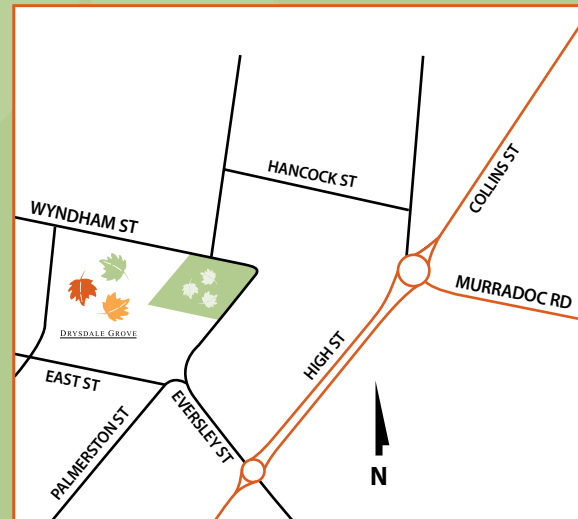 HANCOCK ST
COLLINS ST
WYNDHAM ST
MURRADOC RD
DRYSDALE GROVE
HIGH ST
EAST ST
EVERSLEY ST
PALMERSTON ST
N